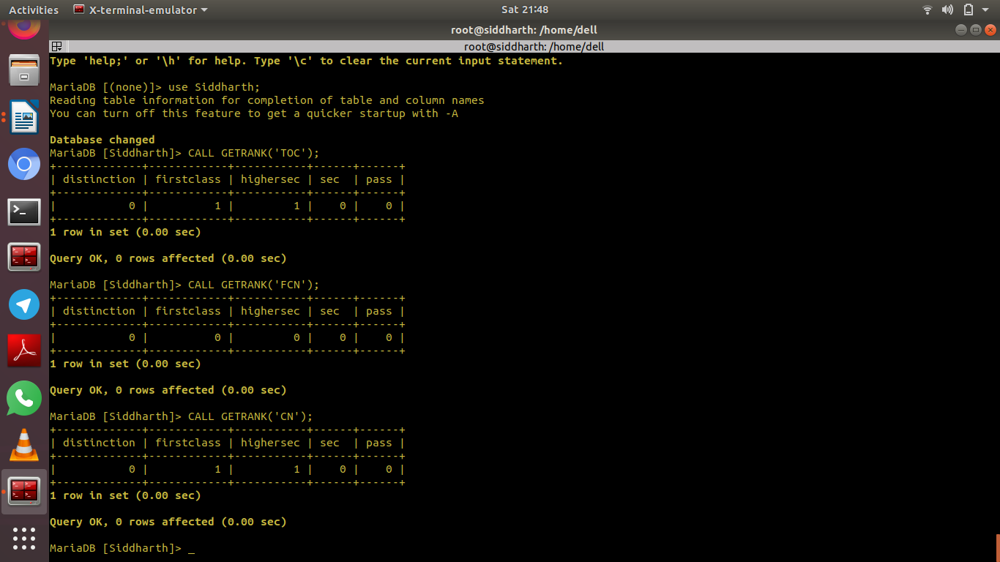 Activities X-terminal-emulator Sat 21:48
root@siddharth: /home/dell
root@siddharth: /home/dell
Type 'help;' or '\h' for help. Type '\c' to clear the current input statement.
MariaDB [(none)]> use Siddharth;
Reading table information for completion of table and column names
You can turn off this feature to get a quicker startup with -A
Database changed
MariaDB [Siddharth]> CALL GETRANK('TOC');
+-------------+------------+-----------+------+------+
| distinction | firstclass | highersec | sec  | pass |
+-------------+------------+-----------+------+------+
|           0 |          1 |         1 |    0 |    0 |
+-------------+------------+-----------+------+------+
1 row in set (0.00 sec)
Query OK, 0 rows affected (0.00 sec)
MariaDB [Siddharth]> CALL GETRANK('FCN');
+-------------+------------+-----------+------+------+
| distinction | firstclass | highersec | sec  | pass |
+-------------+------------+-----------+------+------+
|           0 |          0 |         0 |    0 |    0 |
+-------------+------------+-----------+------+------+
1 row in set (0.00 sec)
Query OK, 0 rows affected (0.00 sec)
MariaDB [Siddharth]> CALL GETRANK('CN');
+-------------+------------+-----------+------+------+
| distinction | firstclass | highersec | sec  | pass |
+-------------+------------+-----------+------+------+
|           0 |          1 |         1 |    0 |    0 |
+-------------+------------+-----------+------+------+
1 row in set (0.00 sec)
Query OK, 0 rows affected (0.00 sec)
MariaDB [Siddharth]> _